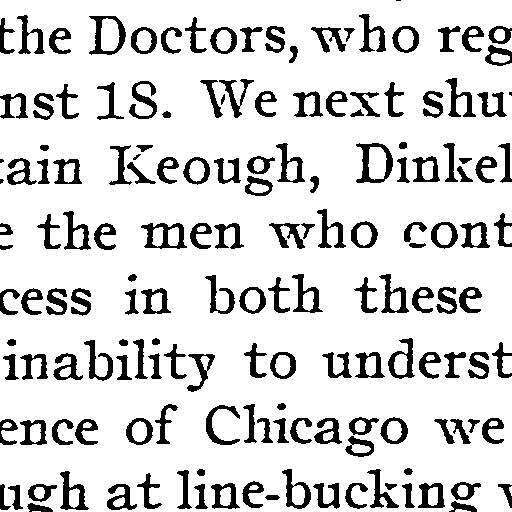 the Doctors, who reg
nst 18. We next shu
tain Keough, Dinkel
e the men who cont
cess in both these
inability to underst
ence of Chicago we
ugh at line-bucking